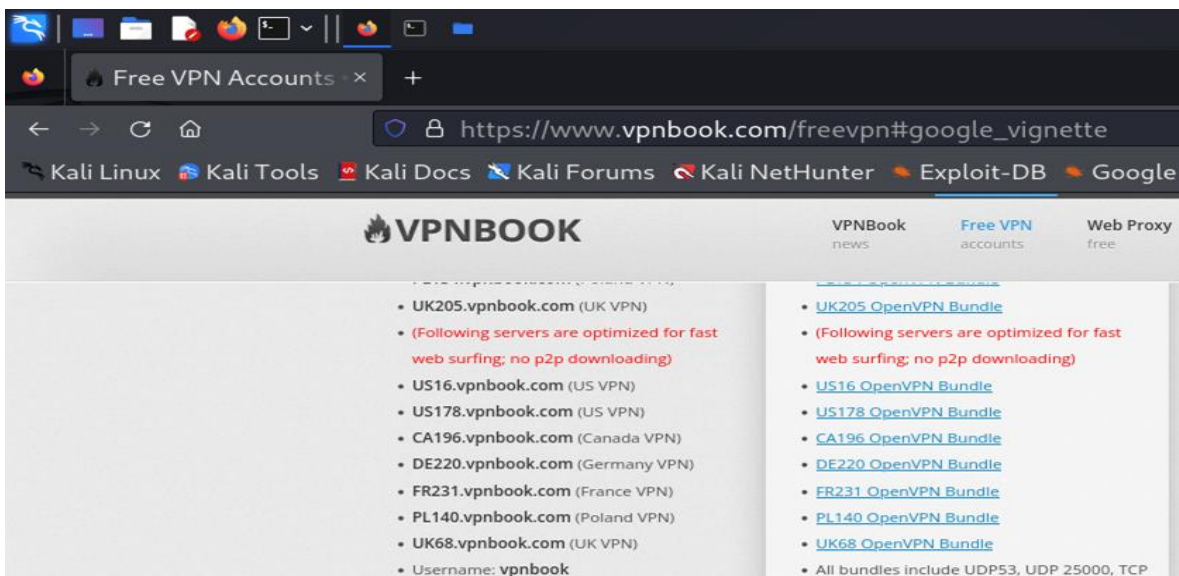 Free VPN Accounts
https://www.vpnbook.com/freevpn#google_vignette
Kali Linux Kali Tools Kali Docs Kali Forums Kali NetHunter Exploit-DB Google
VPNBOOK
VPNBook Free VPN Web Proxy
news accounts free
• UK205.vpnbook.com (UK VPN)
• (Following servers are optimized for fast
web surfing; no p2p downloading)
• US16.vpnbook.com (US VPN)
• US178.vpnbook.com (US VPN)
• CA196.vpnbook.com (Canada VPN)
• DE220.vpnbook.com (Germany VPN)
• FR231.vpnbook.com (France VPN)
• PL140.vpnbook.com (Poland VPN)
• UK68.vpnbook.com (UK VPN)
• Username: vpnbook
• UK205 OpenVPN Bundle
• (Following servers are optimized for fast
web surfing; no p2p downloading)
• US16 OpenVPN Bundle
• US178 OpenVPN Bundle
• CA196 OpenVPN Bundle
• DE220 OpenVPN Bundle
• FR231 OpenVPN Bundle
• PL140 OpenVPN Bundle
• UK68 OpenVPN Bundle
• All bundles include UDP53, UDP 25000, TCP